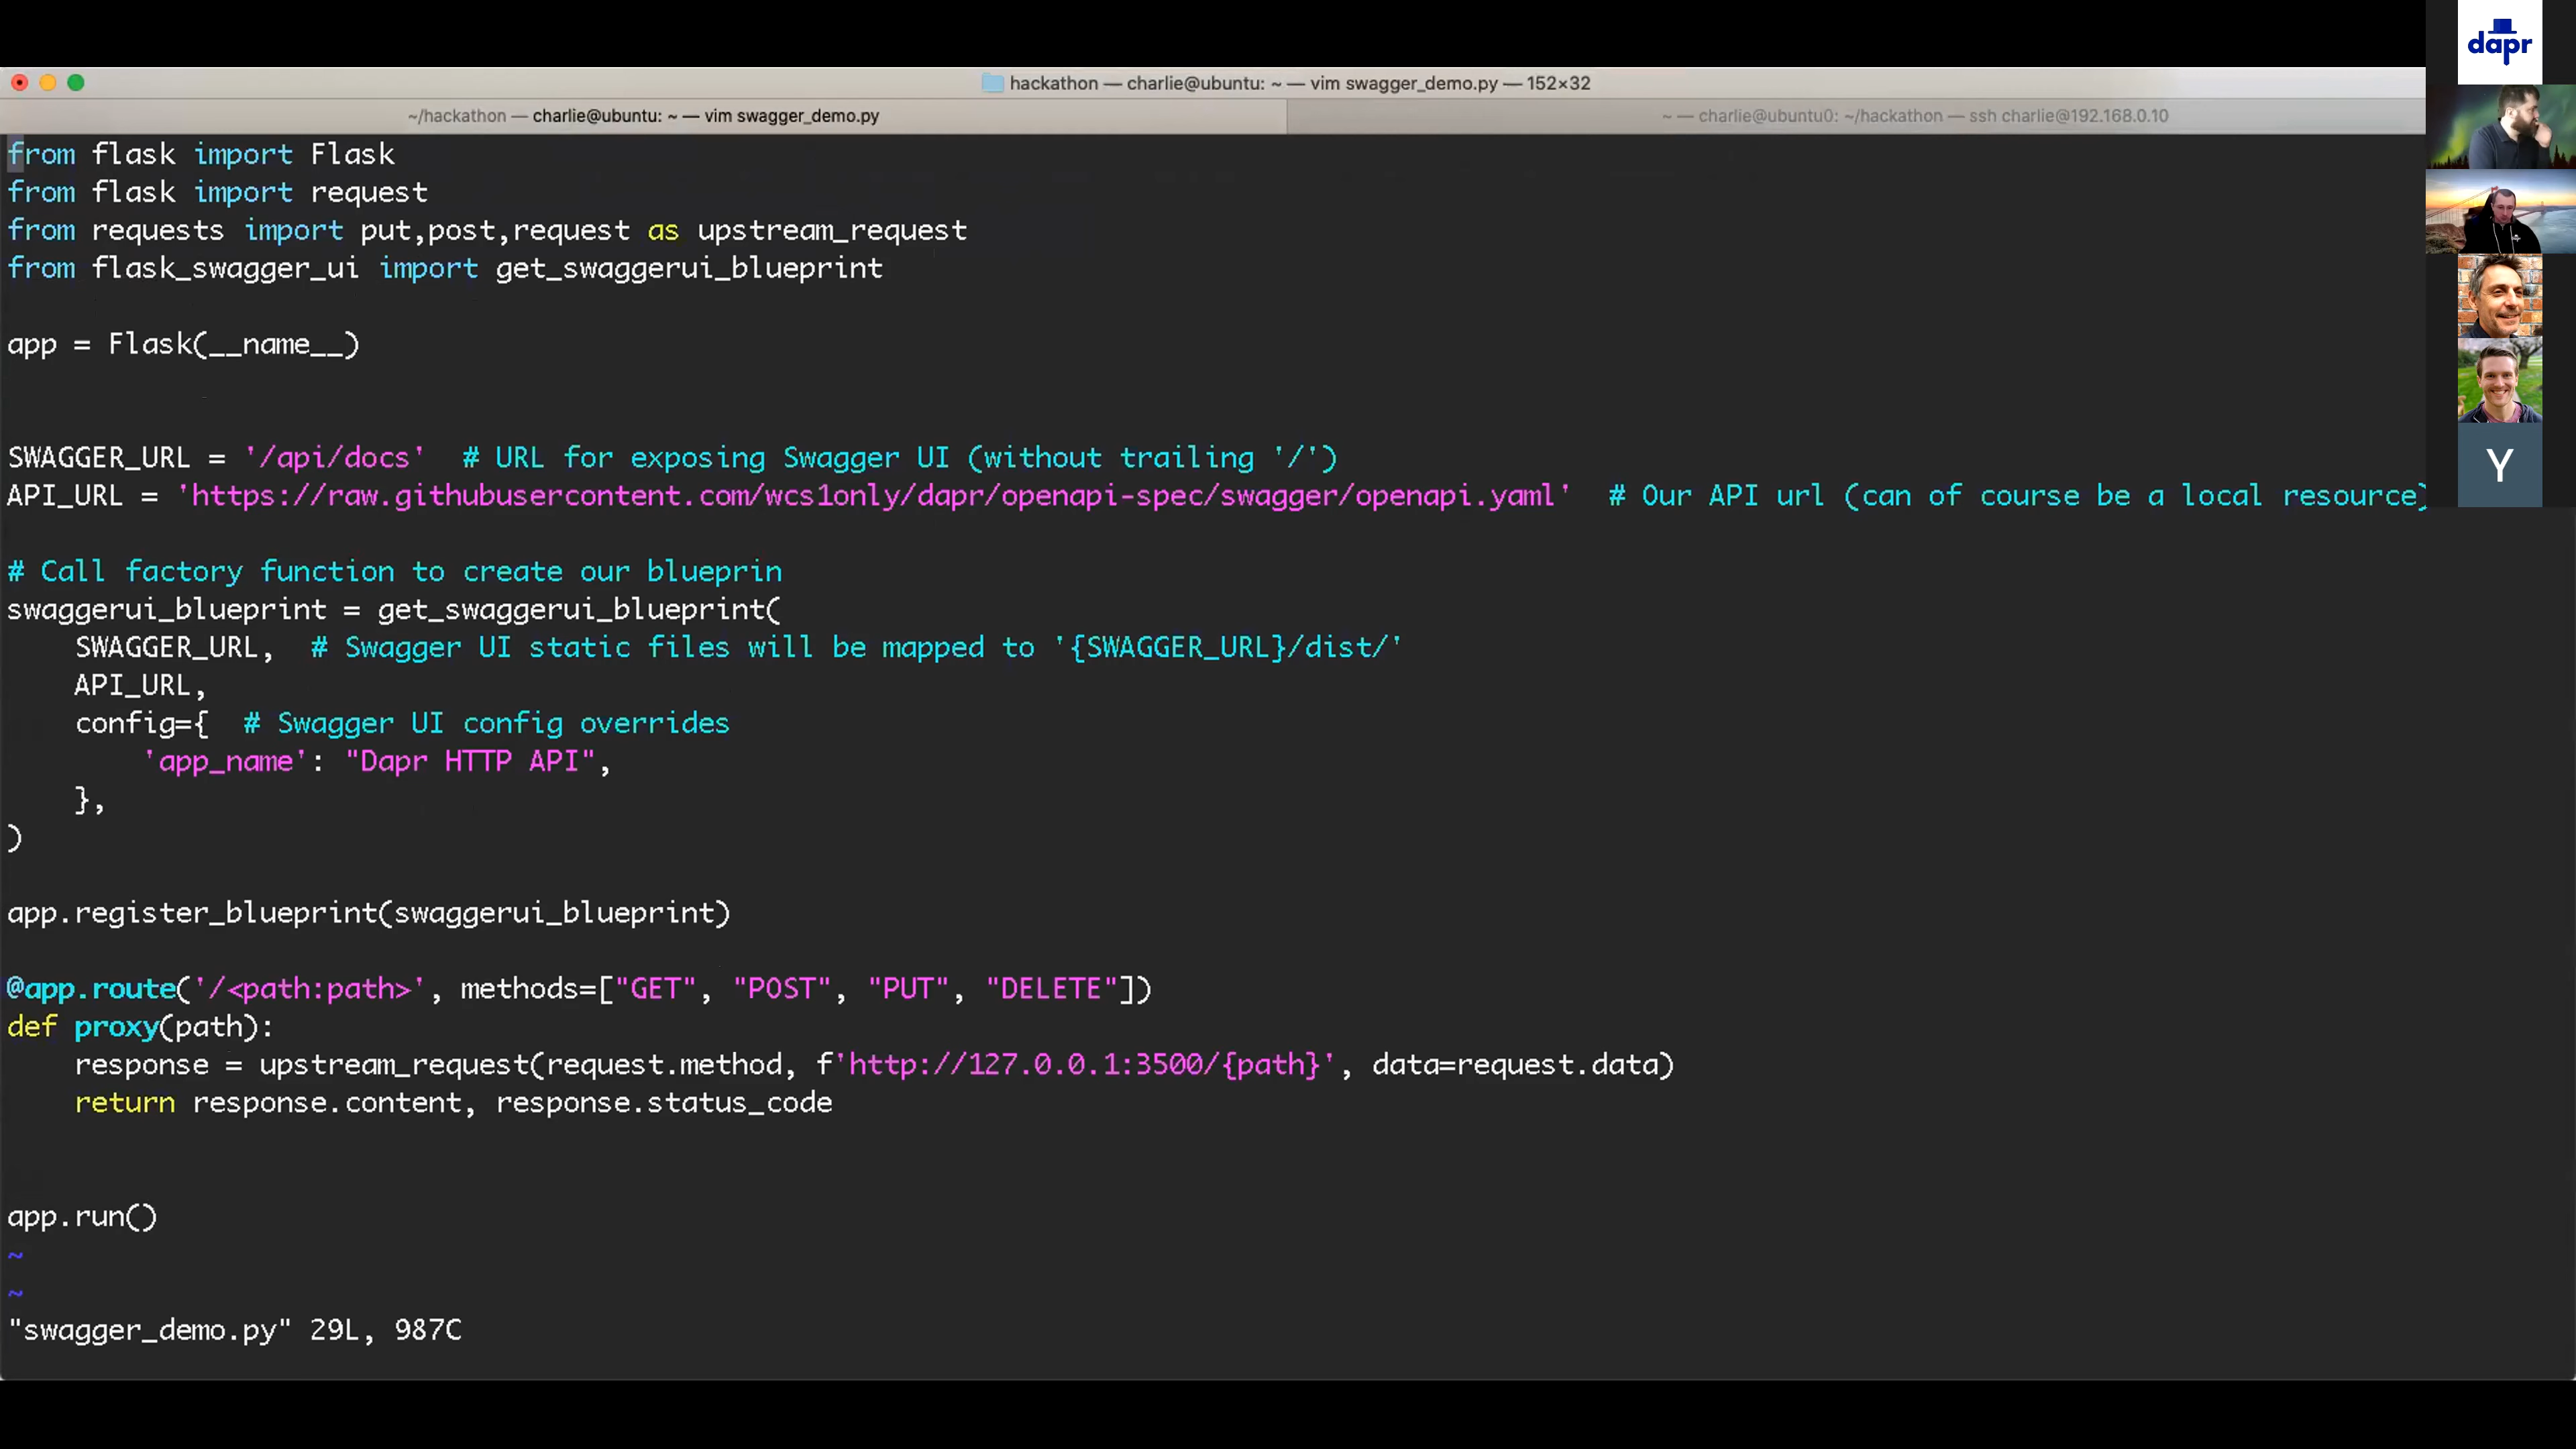 dapr
hackathon — charlie@ubuntu: ~ — vim swagger_demo.py — 152×32
~/hackathon — charlie@ubuntu: ~ — vim swagger_demo.py
~ — charlie@ubuntu0: ~/hackathon — ssh charlie@192.168.0.10
from flask import Flask
from flask import request
from requests import put,post,request as upstream_request
from flask_swagger_ui import get_swaggerui_blueprint
app = Flask(__name__)
SWAGGER_URL = '/api/docs'  # URL for exposing Swagger UI (without trailing '/')
API_URL = 'https://raw.githubusercontent.com/wcs1only/dapr/openapi-spec/swagger/openapi.yaml'  # Our API url (can of course be a local resource)
Y
# Call factory function to create our blueprin
swaggerui_blueprint = get_swaggerui_blueprint(
    SWAGGER_URL,  # Swagger UI static files will be mapped to '{SWAGGER_URL}/dist/'
    API_URL,
    config={  # Swagger UI config overrides
        'app_name': "Dapr HTTP API",
    },
)
app.register_blueprint(swaggerui_blueprint)
@app.route('/<path:path>', methods=["GET", "POST", "PUT", "DELETE"])
def proxy(path):
    response = upstream_request(request.method, f'http://127.0.0.1:3500/{path}', data=request.data)
    return response.content, response.status_code
app.run()
~
~
"swagger_demo.py" 29L, 987C